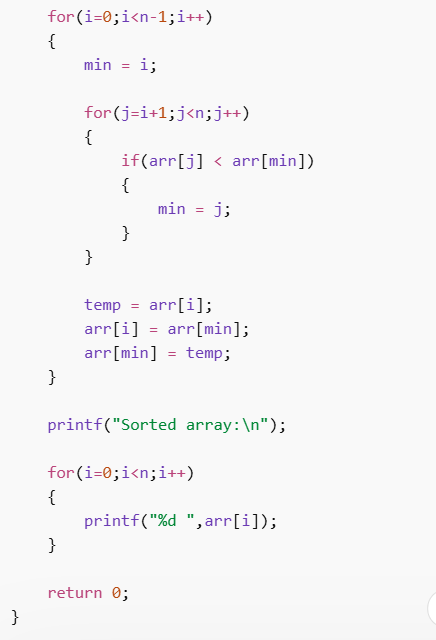 for(i=0;i<n-1;i++)
{
min = i;
for(j=i+1;j<n;j++)
{
if(arr[j] < arr[min])
{
min = j;
}
}
temp = arr[i];
arr[i] = arr[min];
arr[min] = temp;
}
printf("Sorted array:\n");
for(i=0;i<n;i++)
{
printf("%d ",arr[i]);
}
return 0;
}